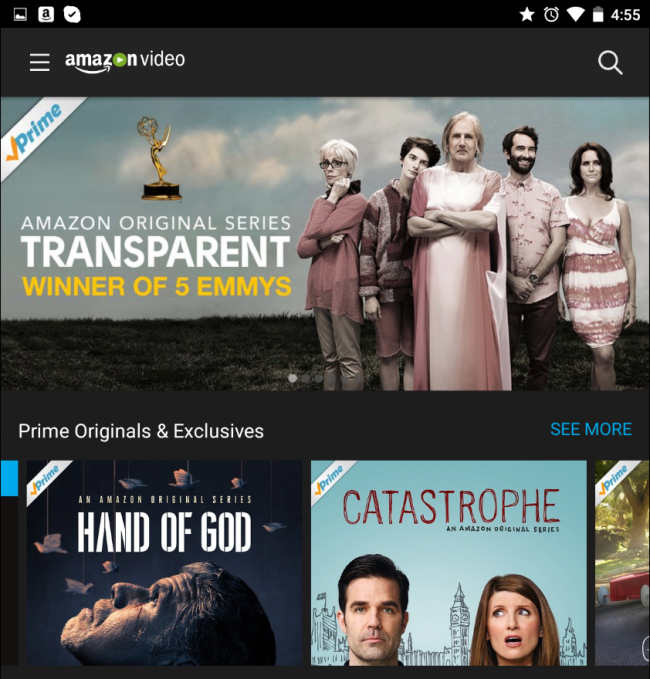 4:55
amazon video
Prime
AMAZON ORIGINAL SERIES
TRANSPARENT
WINNER OF 5 EMMYS
Prime Originals & Exclusives
SEE MORE
Prime
AN AMAZON ORIGINAL SERIES
HAND OF GOD
Prime
CATASTROPHE
AN AMAZON ORIGINAL SERIES
Prime